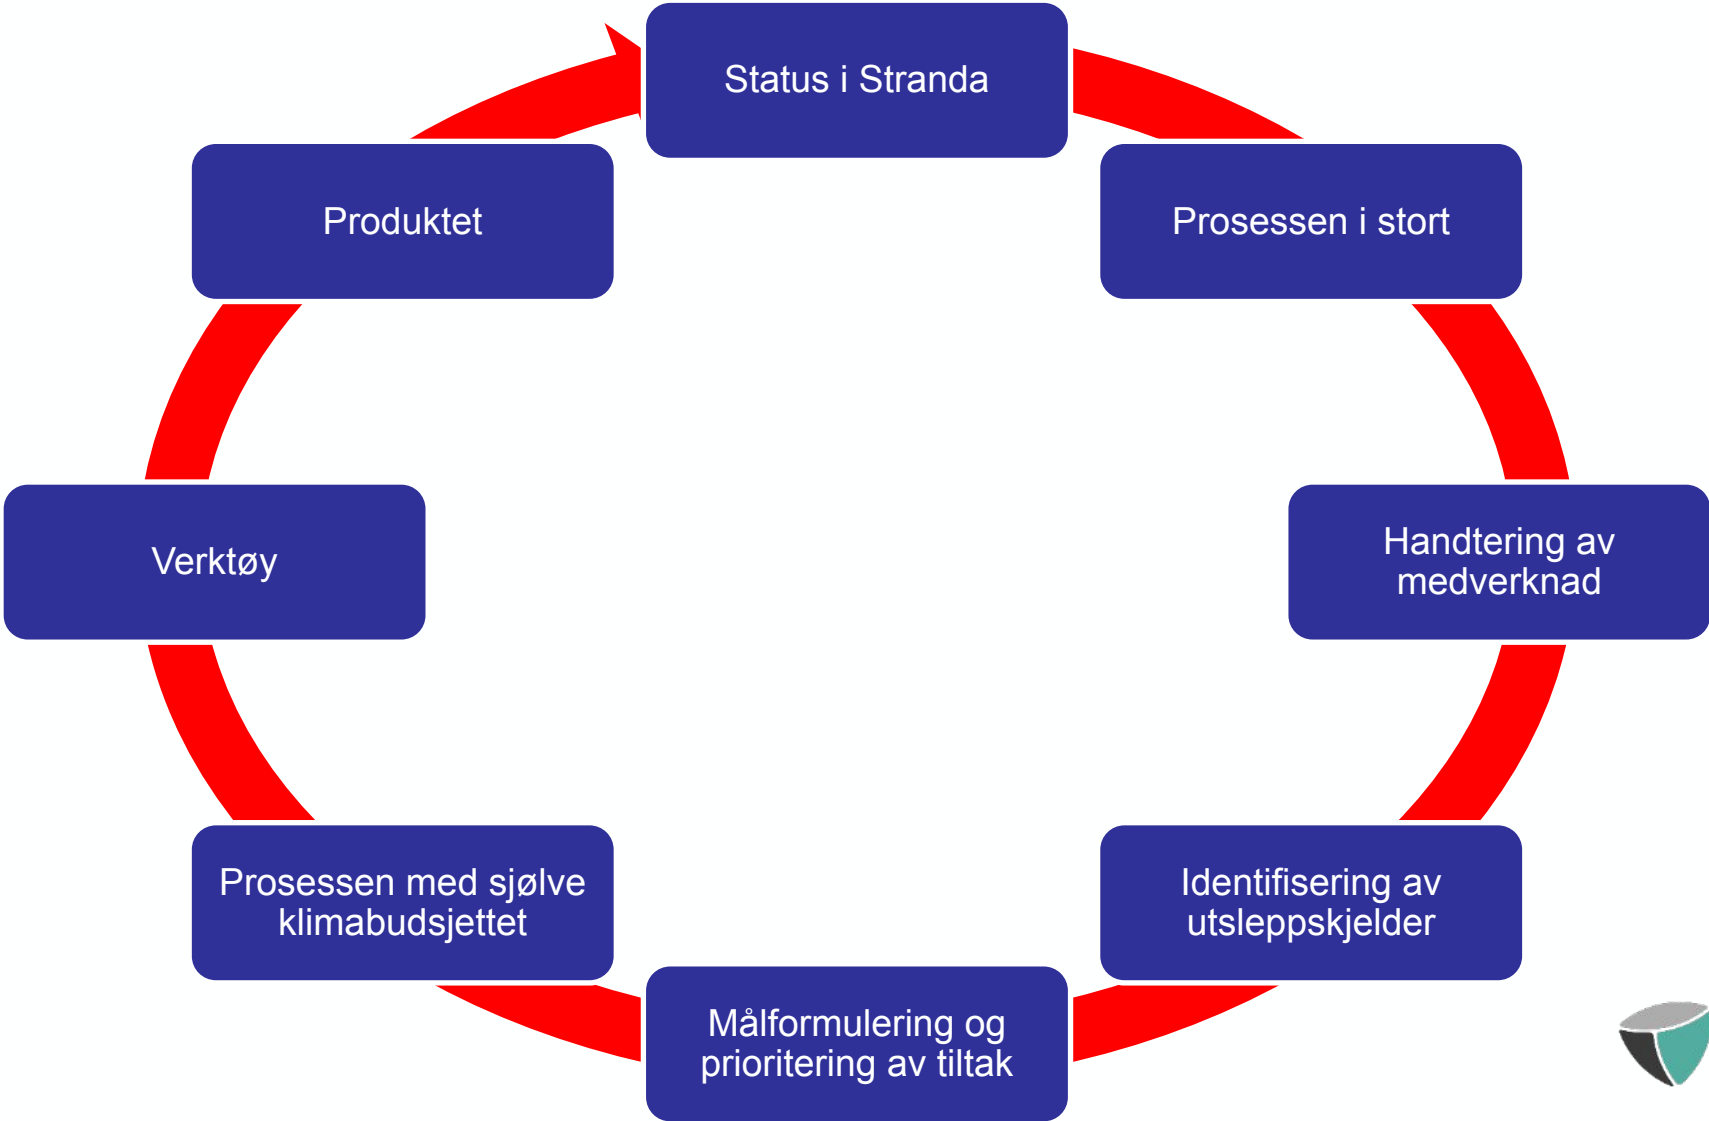 Status i Stranda
Prosessen i stort
Handtering av
medverknad
Identifisering av
utsleppskjelder
Målformulering og
prioritering av tiltak
Prosessen med sjølve
klimabudsjettet
Verktøy
Produktet